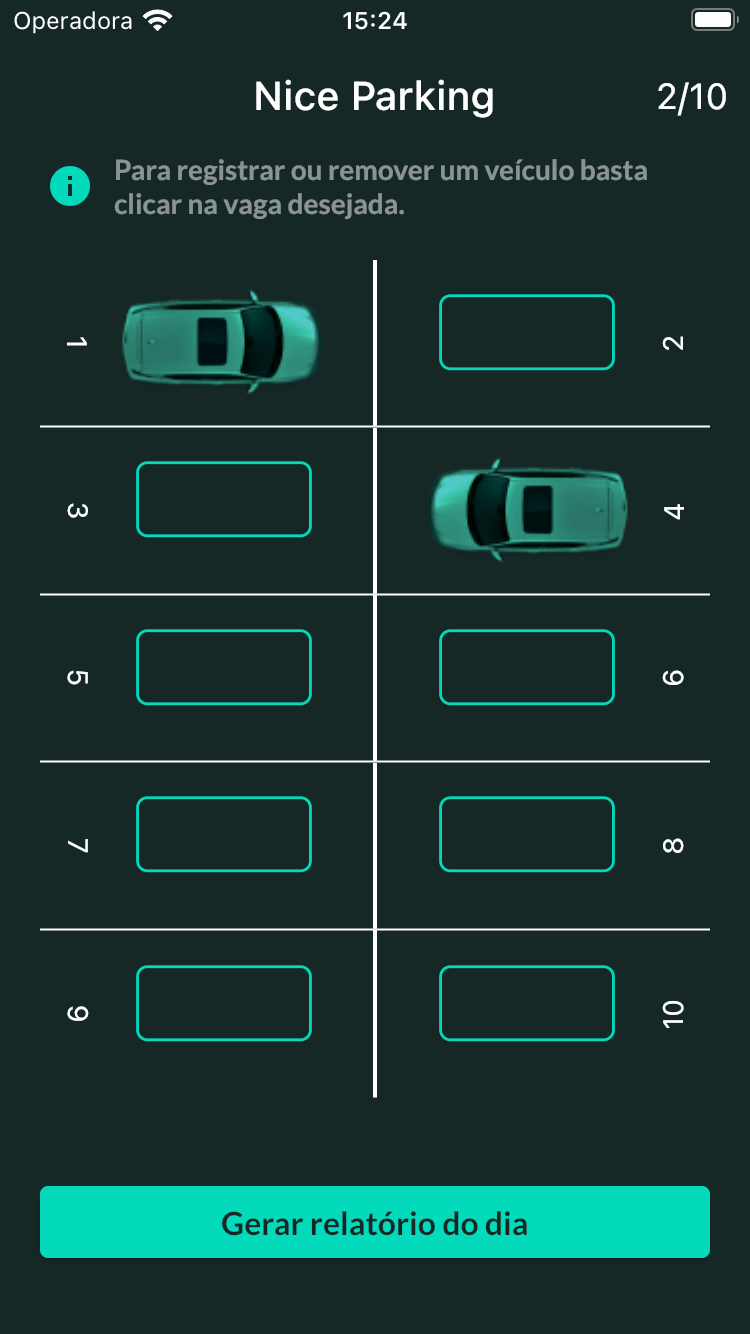 Operadora 15:24
Nice Parking 2/10
Para registrar ou remover um veículo basta
clicar na vaga desejada.
1 2
3 4
5 6
7 8
9 10
Gerar relatório do dia